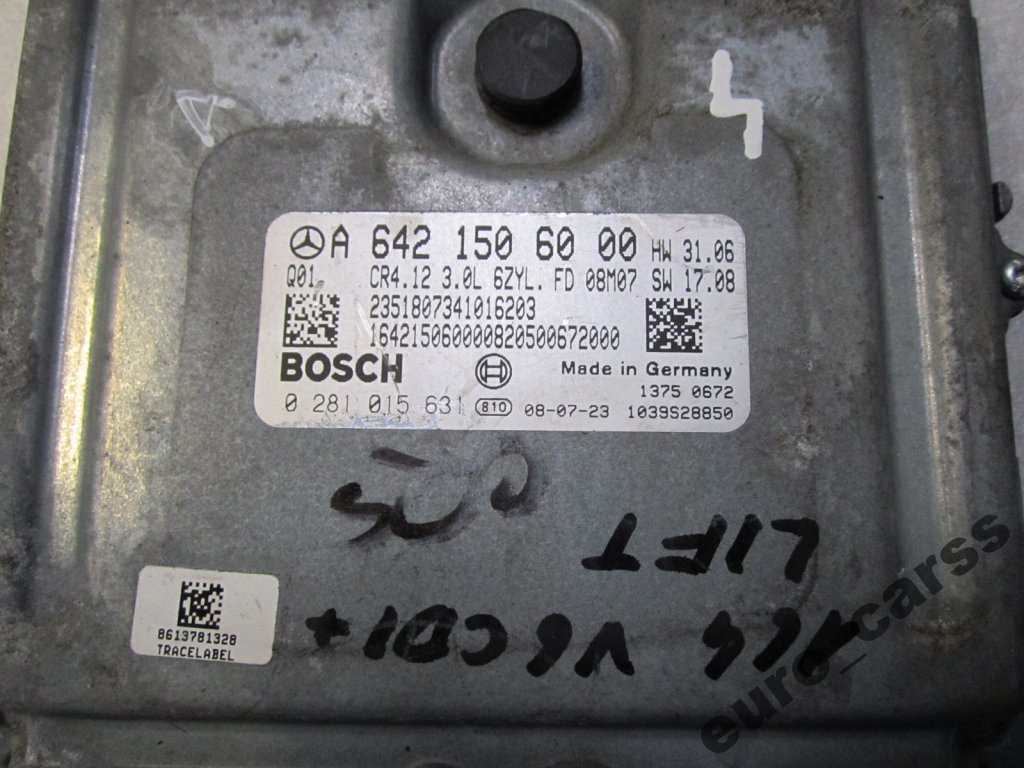 A 642 150 60 00 HW 31.06
Q01 CR4.12 3.0L 6ZYL. FD 08M07 SW 17.08
2351807341016203
164215060000820500672000
BOSCH Made in Germany
1375 0672
0 281 015 631 810 08-07-23 1039S28850
LIFT
164 V6 CDI+
8613781328
TRACELABEL
euro_carss